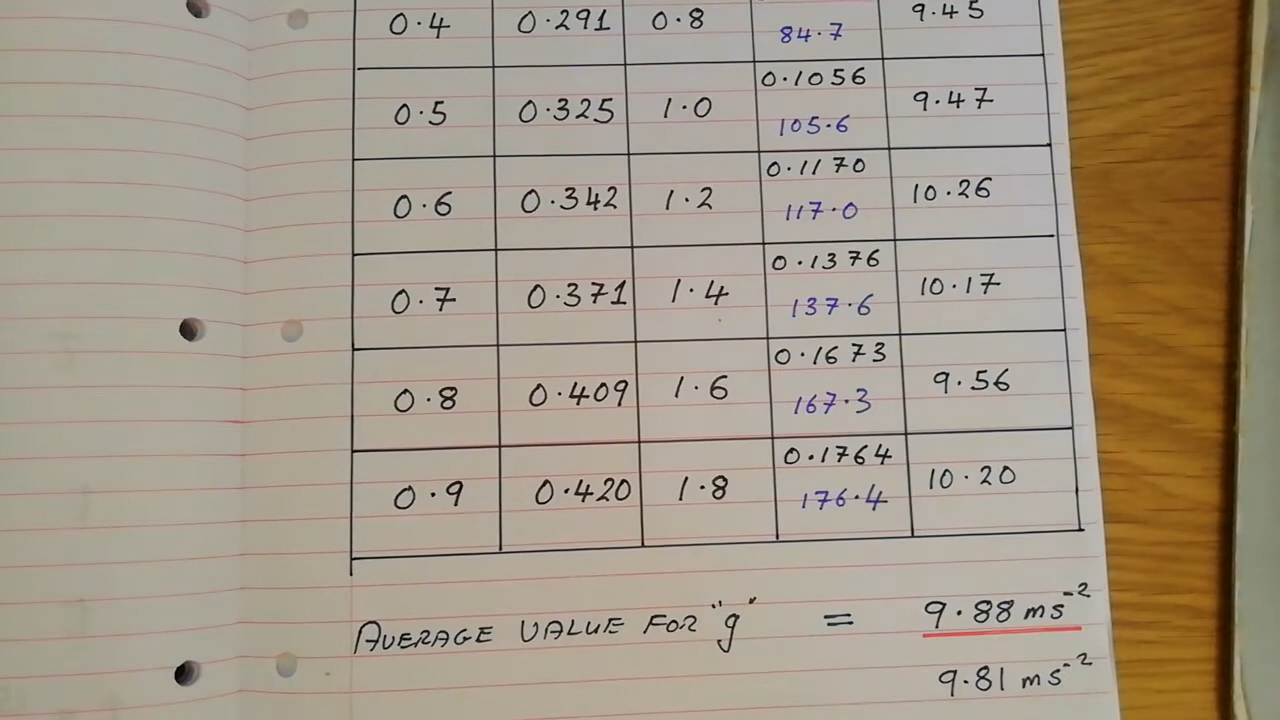 0.4 0.291 0.8 84.7 9.45
0.5 0.325 1.0 0.1056 105.6 9.47
0.6 0.342 1.2 0.1170 117.0 10.26
0.7 0.371 1.4 0.1376 137.6 10.17
0.8 0.409 1.6 0.1673 167.3 9.56
0.9 0.420 1.8 0.1764 176.4 10.20
AVERAGE VALUE FOR "g" = 9.88 ms⁻²
9.81 ms⁻²